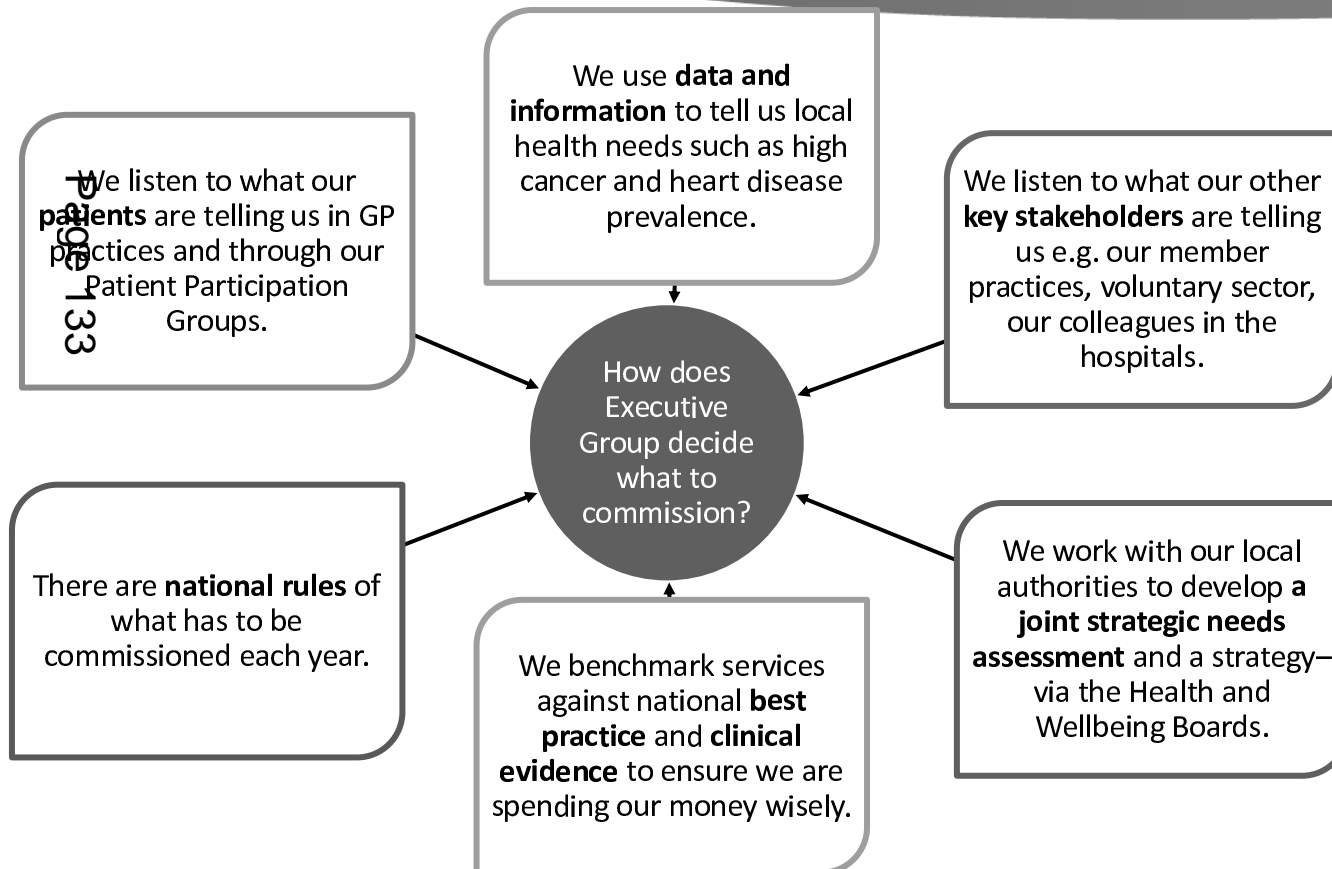 We use data and
information to tell us local
health needs such as high
cancer and heart disease
prevalence.
We listen to what our
patients are telling us in GP
practices and through our
Patient Participation
Groups.
Page 133
We listen to what our other
key stakeholders are telling
us e.g. our member
practices, voluntary sector,
our colleagues in the
hospitals.
How does
Executive
Group decide
what to
commission?
There are national rules of
what has to be
commissioned each year.
We work with our local
authorities to develop a
joint strategic needs
assessment and a strategy–
via the Health and
Wellbeing Boards.
We benchmark services
against national best
practice and clinical
evidence to ensure we are
spending our money wisely.